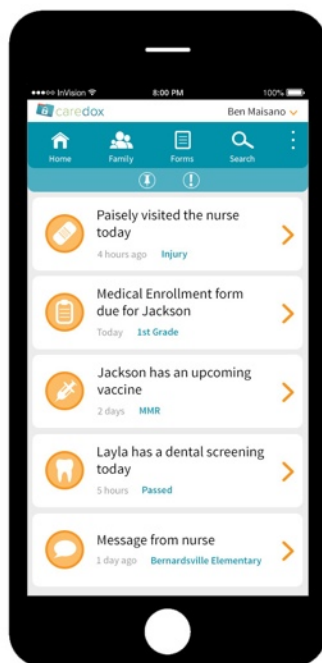 InVision 8:00 PM 100%
caredox Ben Maisano
Home Family Forms Search
Paisely visited the nurse
today
4 hours ago Injury
Medical Enrollment form
due for Jackson
Today 1st Grade
Jackson has an upcoming
vaccine
2 days MMR
Layla has a dental screening
today
5 hours Passed
Message from nurse
1 day ago Bernardsville Elementary